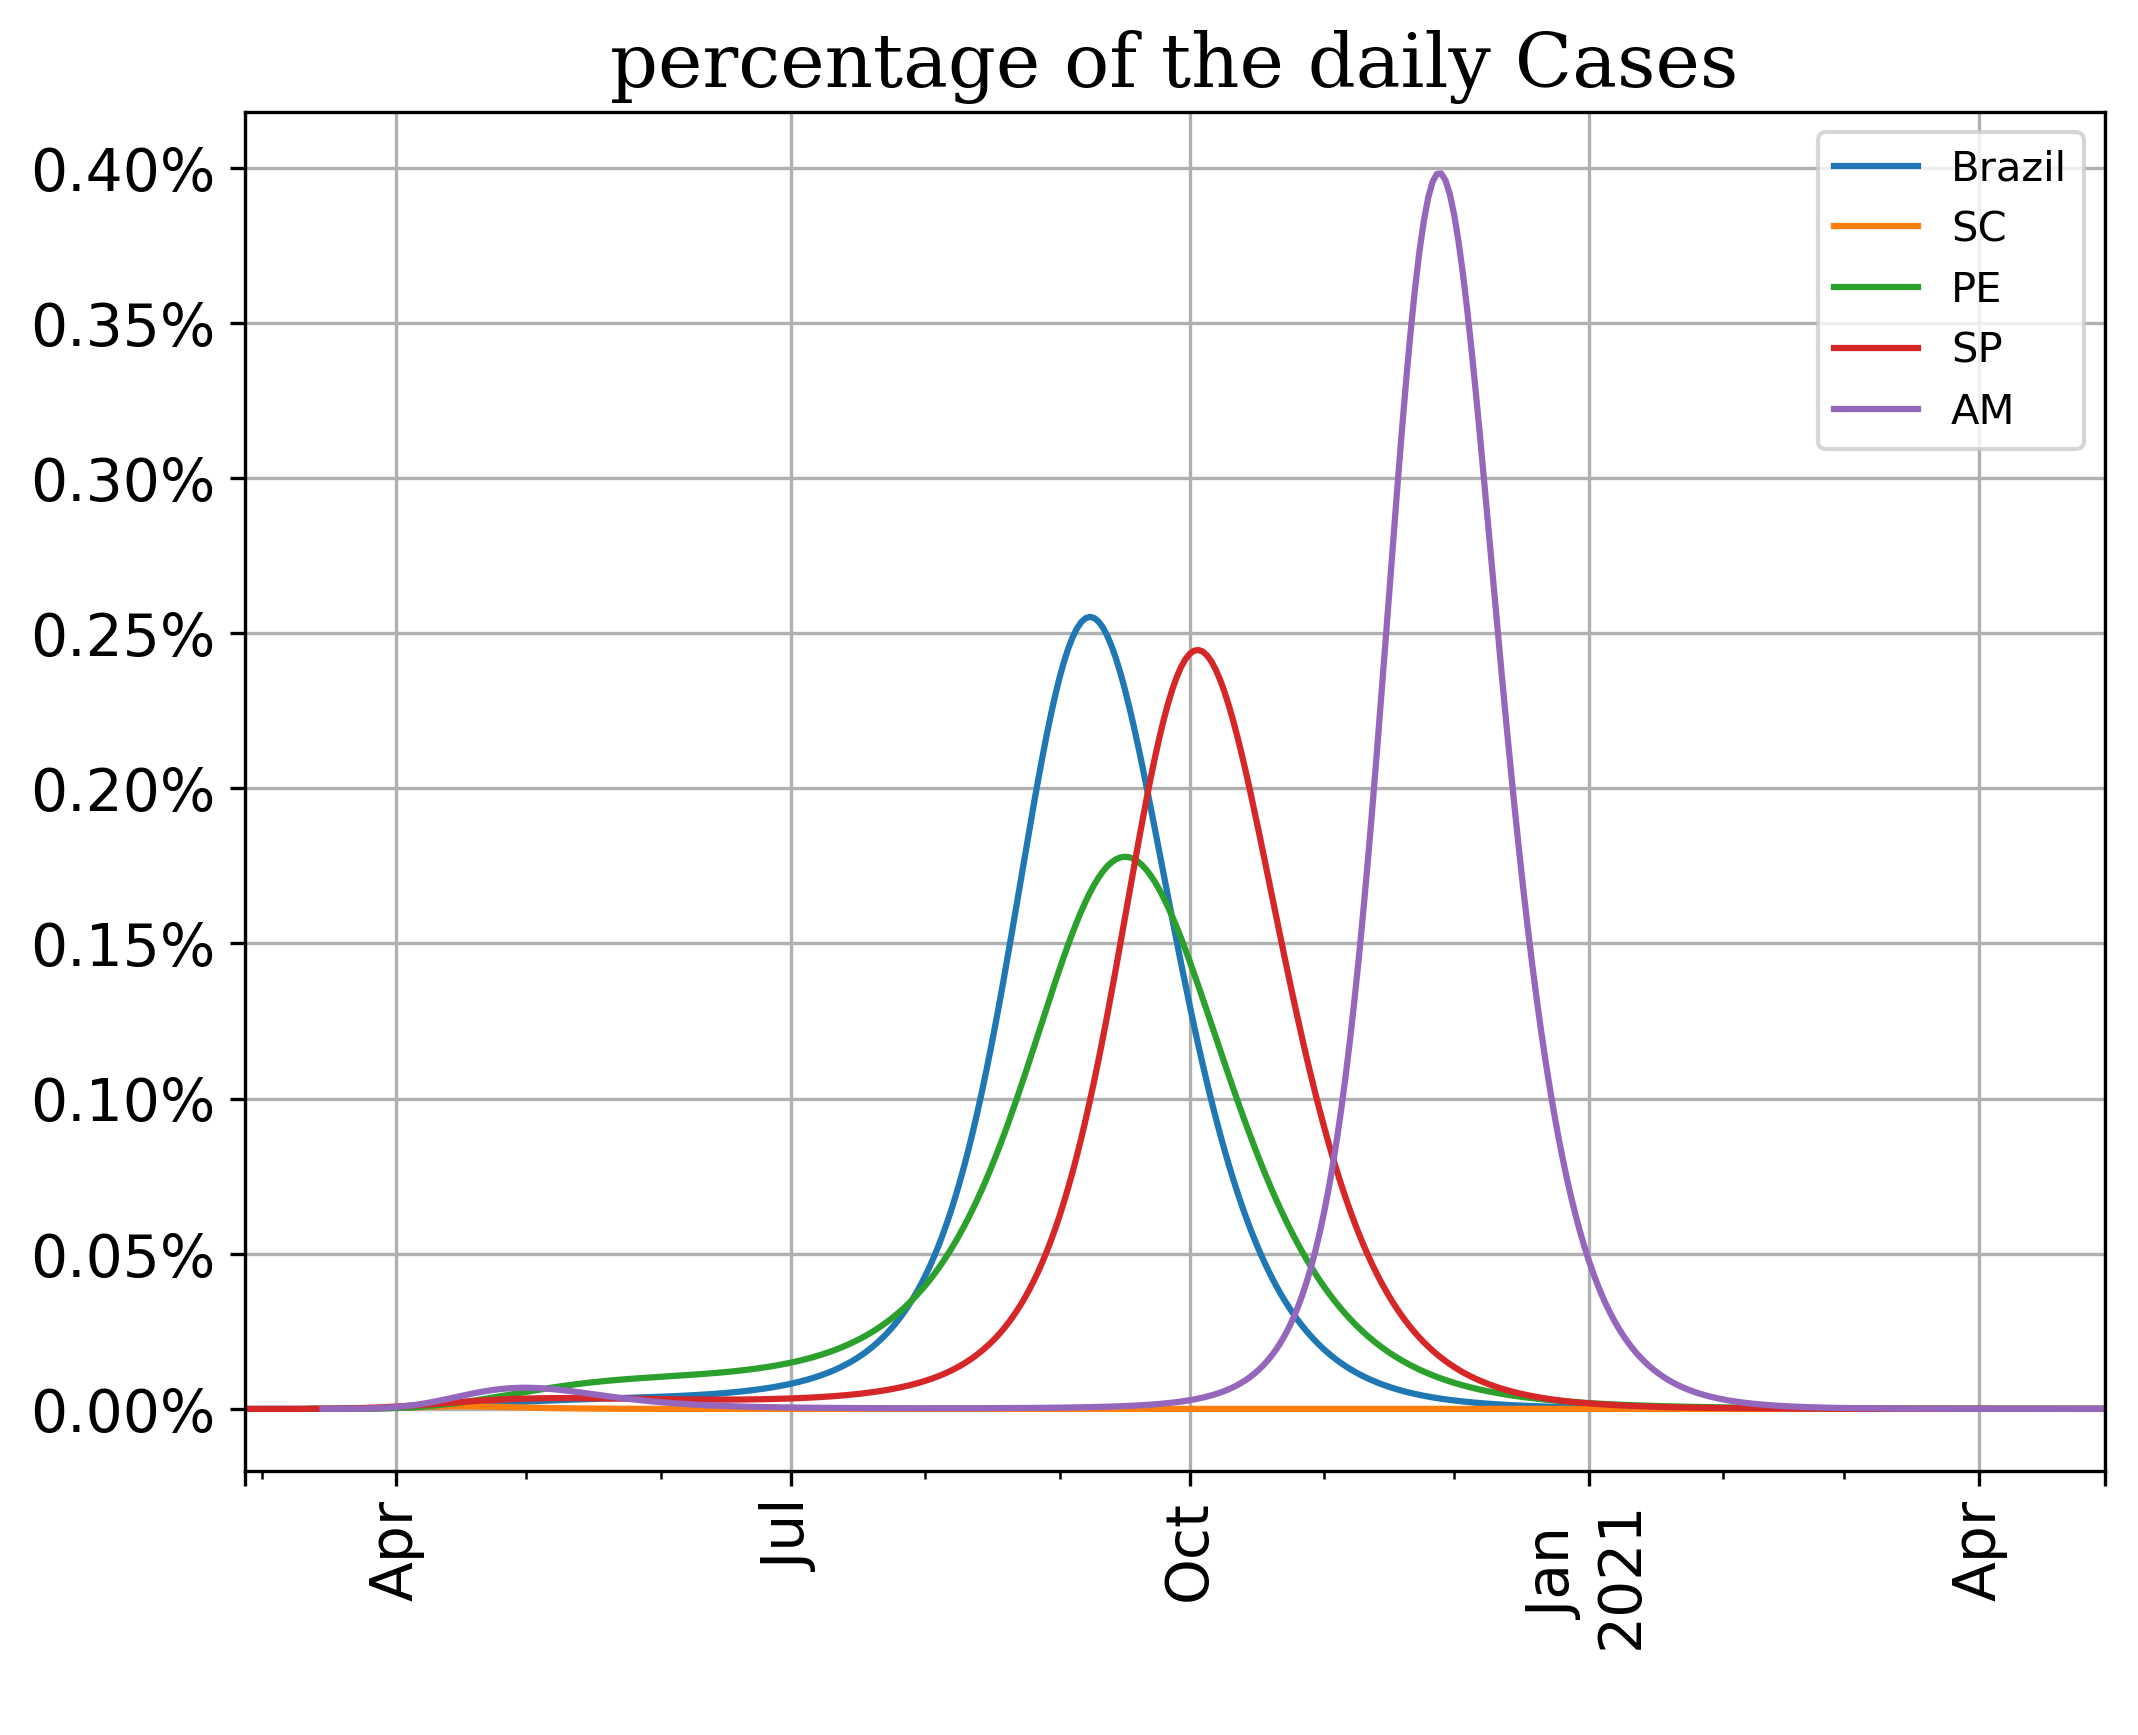 percentage of the daily Cases
0.40%
0.35%
0.30%
0.25%
0.20%
0.15%
0.10%
0.05%
0.00%
Brazil
SC
PE
SP
AM
Apr
Jul
Oct
Jan
2021
Apr